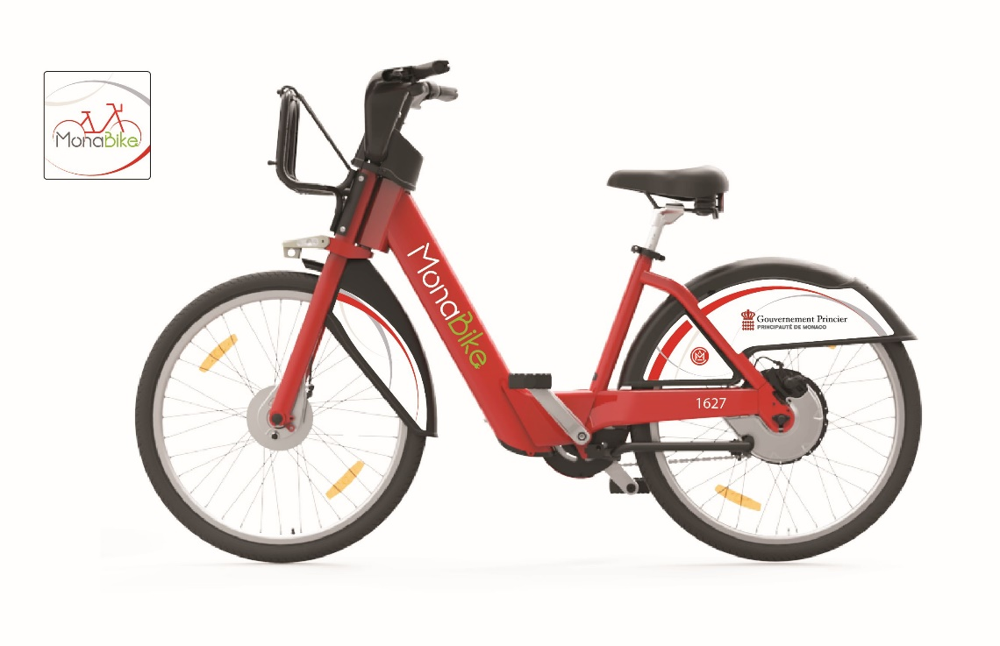 MonaBike
MonaBike
Gouvernement Princier
PRINCIPAUTÉ DE MONACO
1627